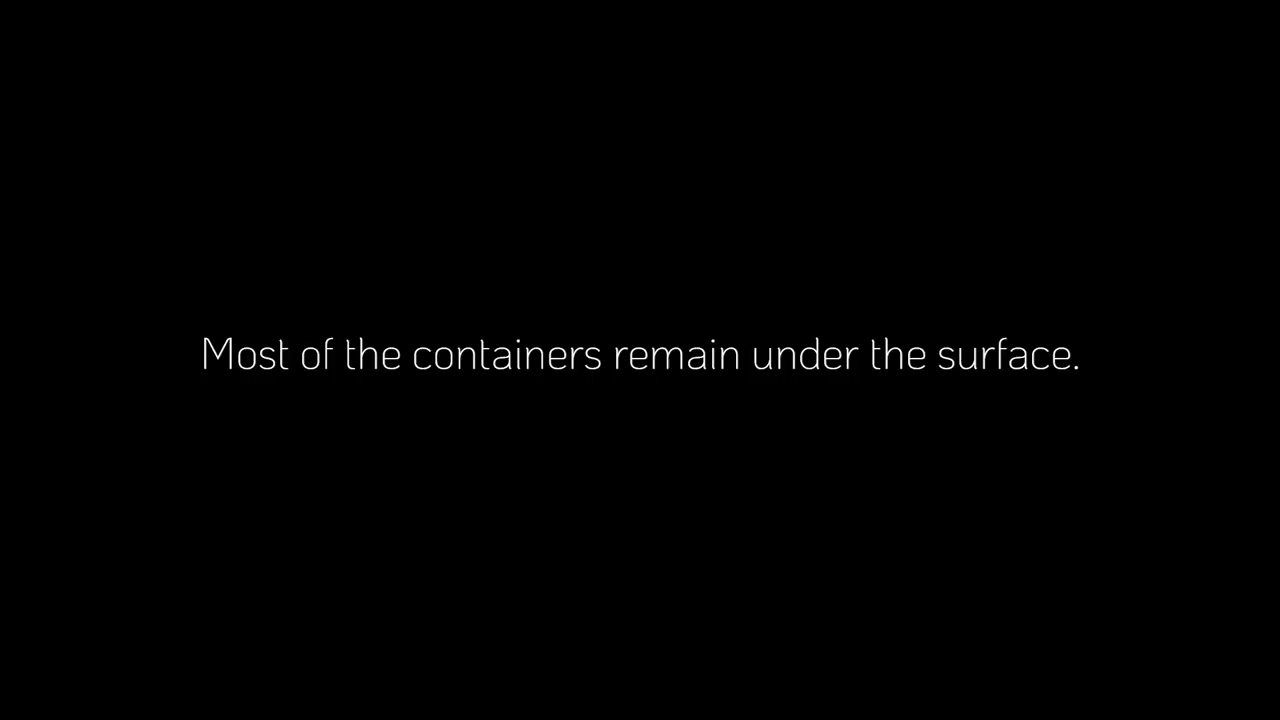 Most of the containers remain under the surface.